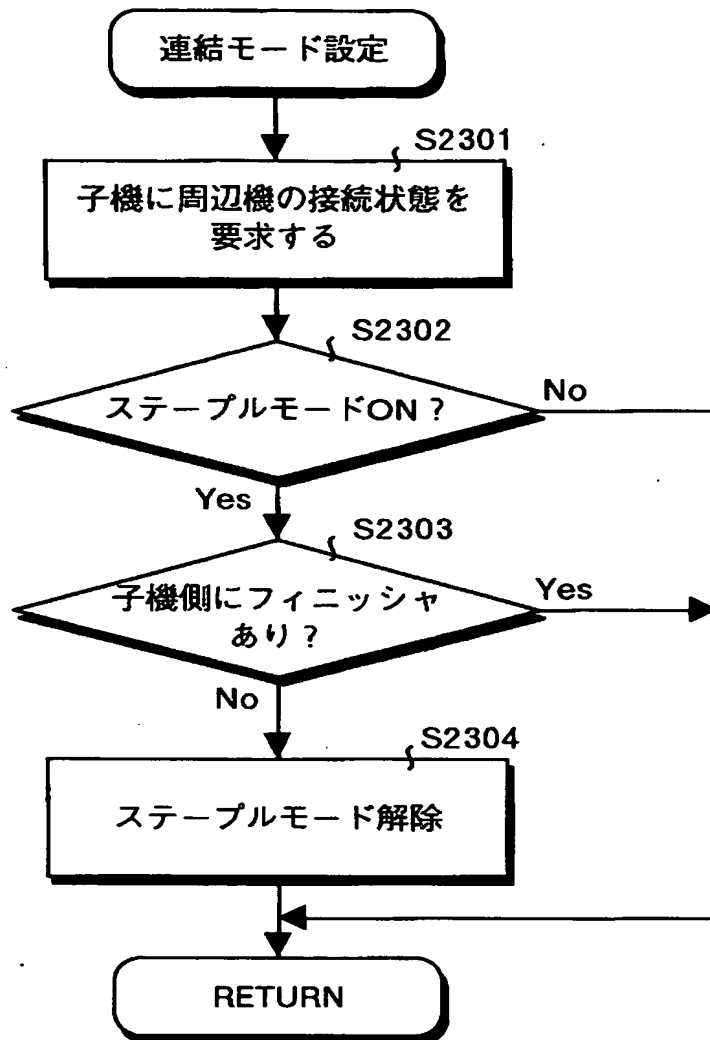 連結モード設定
S2301
子機に周辺機の接続状態を
要求する
S2302
ステープルモードON?
No
Yes
S2303
子機側にフィニッシャ
あり?
Yes
No
S2304
ステープルモード解除
RETURN